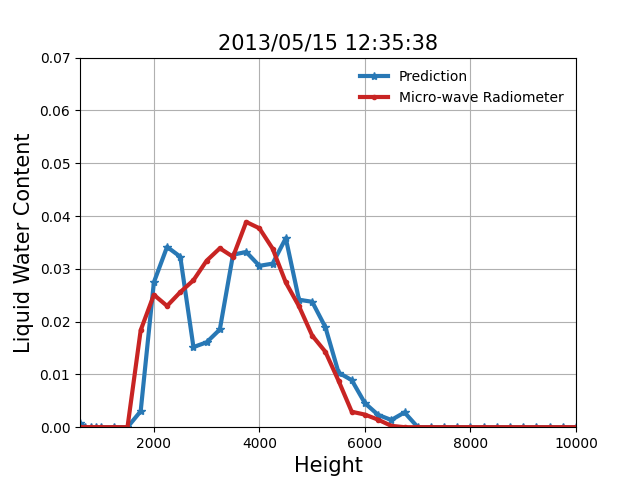 2013/05/15 12:35:38
Prediction
Micro-wave Radiometer
0.07
0.06
0.05
0.04
0.03
0.02
0.01
0.00
Liquid Water Content
2000 4000 6000 8000 10000
Height